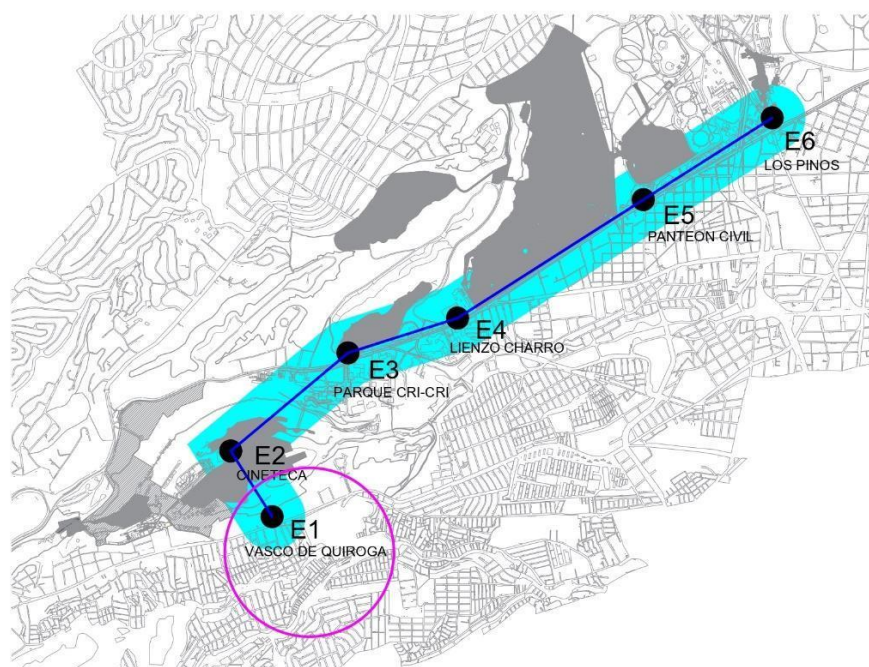 E6
LOS PINOS
E5
PANTEON CIVIL
E4
LIENZO CHARRO
E3
PARQUE CRI-CRI
E2
CINETECA
E1
VASCO DE QUIROGA